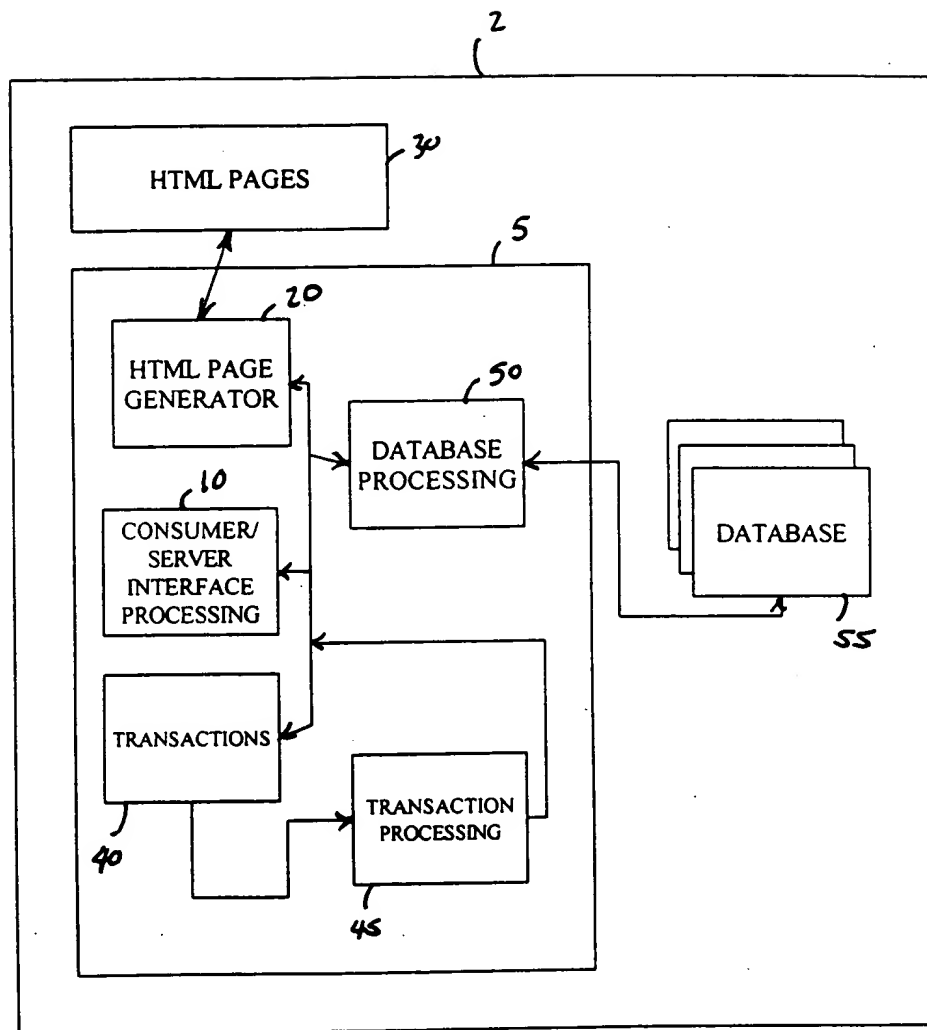 2
30
HTML PAGES
5
20
HTML PAGE
GENERATOR
50
DATABASE
PROCESSING
10
CONSUMER/
SERVER
INTERFACE
PROCESSING
DATABASE
55
TRANSACTIONS
40
TRANSACTION
PROCESSING
45